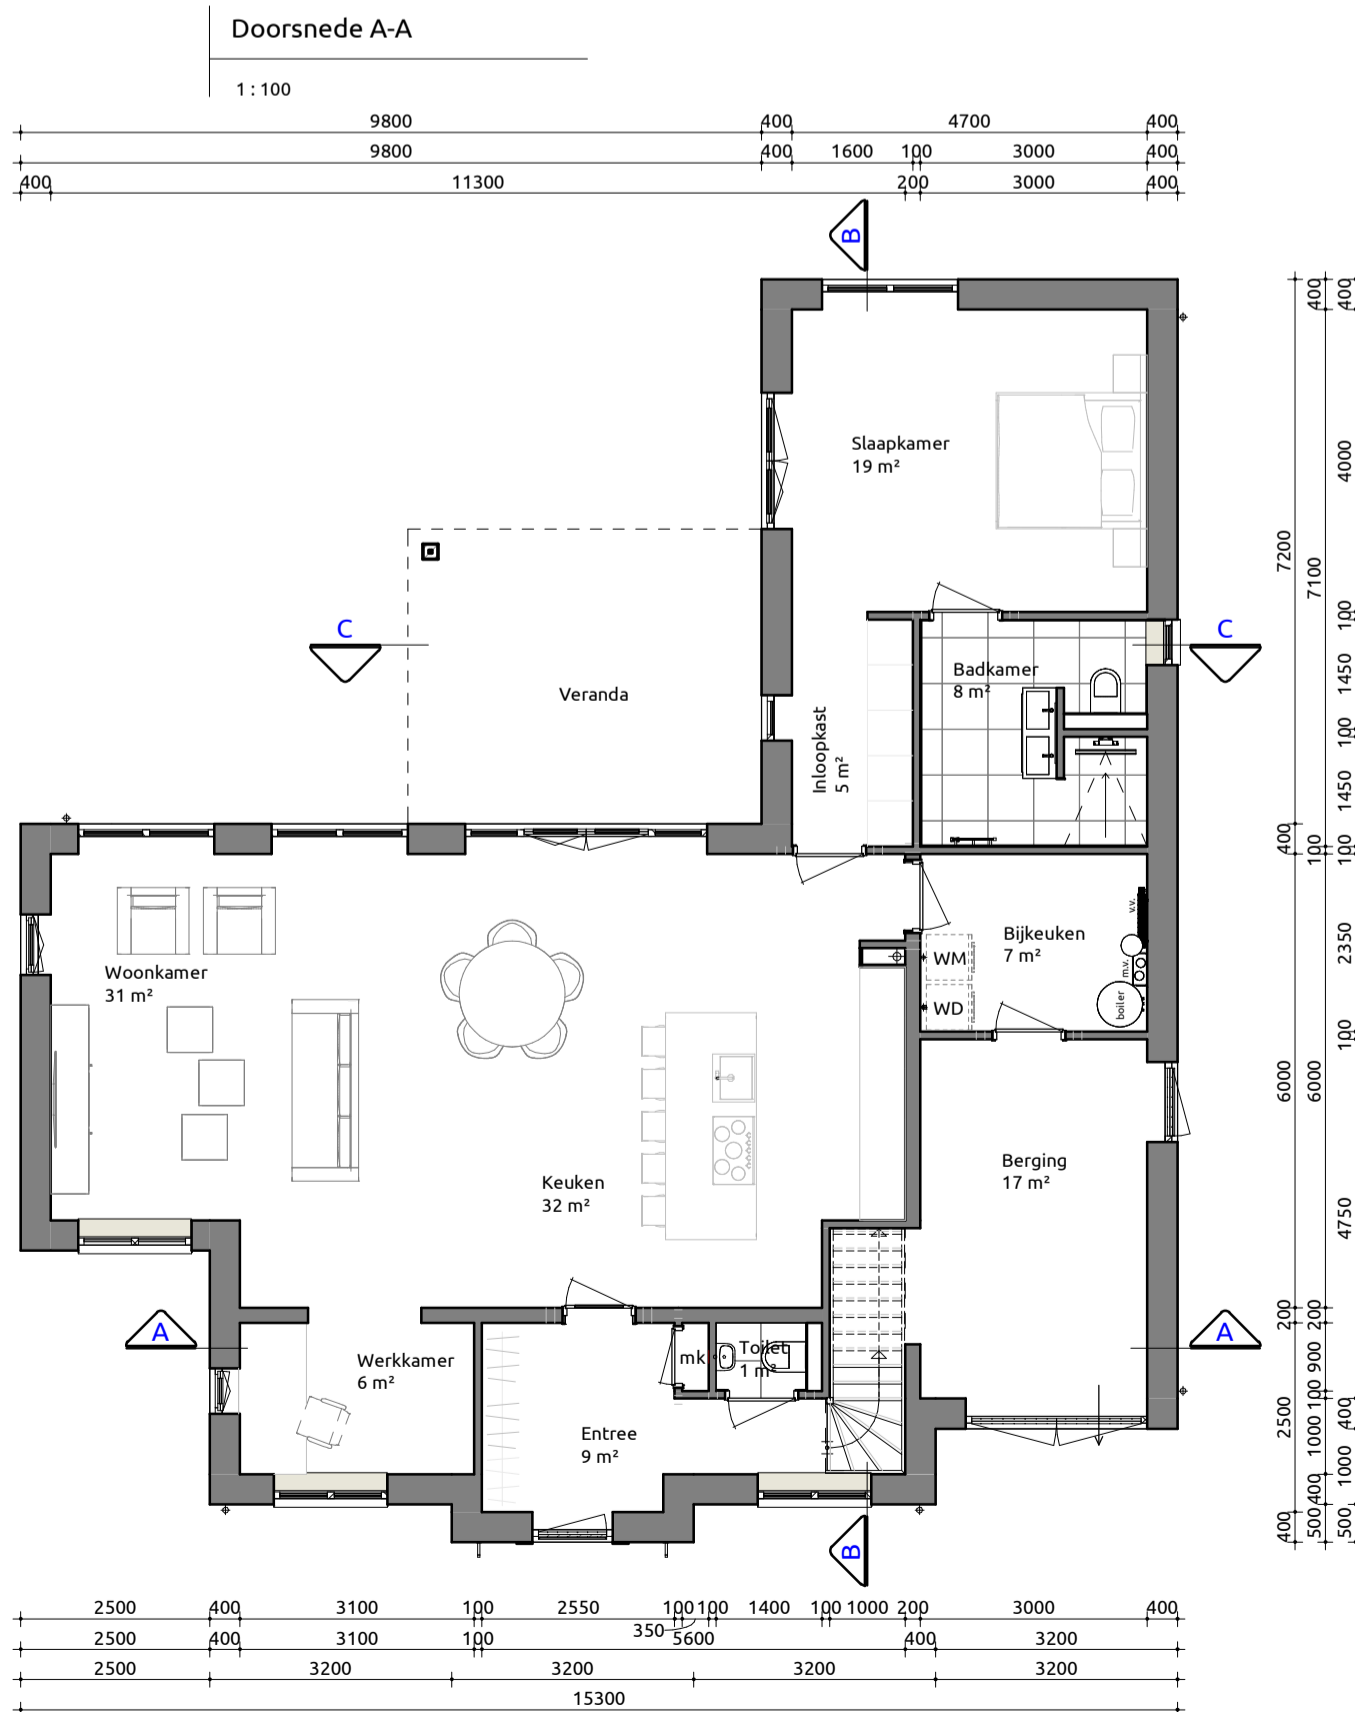 Doorsnede A-A
1 : 100
9800 400 4700 400
9800 400 1600 100 3000 400
400 11300 200 3000 400
B
400 400
Slaapkamer
19 m²
4000
7200
7100
C
C
100
Badkamer
8 m²
1450
Veranda
Inloopkast
5 m²
100
1450
400 100 100
v.v.
Bijkeuken
7 m²
2330
WM
m.v.
Woonkamer
31 m²
WD
boiler
100
6000 6000
Berging
17 m²
Keuken
32 m²
4750
200 200
A
A
mk
Toilet
1 m²
Werkkamer
6 m²
900
100
400
2500
Entree
9 m²
1000
1000
400
B
400 500 500
2500 400 3100 100 2550 100 100 1400 100 1000 200 3000 400
350
2500 400 3100 100 5600 400 3200
2500 3200 3200 3200 3200
15300